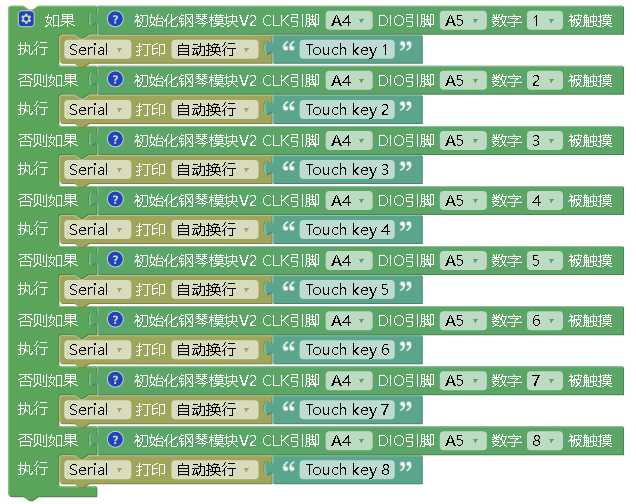 如果 ? 初始化钢琴模块V2 CLK引脚 A4 DIO引脚 A5 数字 1 被触摸
执行 Serial 打印 自动换行 “ Touch key 1 ”
否则如果 ? 初始化钢琴模块V2 CLK引脚 A4 DIO引脚 A5 数字 2 被触摸
执行 Serial 打印 自动换行 “ Touch key 2 ”
否则如果 ? 初始化钢琴模块V2 CLK引脚 A4 DIO引脚 A5 数字 3 被触摸
执行 Serial 打印 自动换行 “ Touch key 3 ”
否则如果 ? 初始化钢琴模块V2 CLK引脚 A4 DIO引脚 A5 数字 4 被触摸
执行 Serial 打印 自动换行 “ Touch key 4 ”
否则如果 ? 初始化钢琴模块V2 CLK引脚 A4 DIO引脚 A5 数字 5 被触摸
执行 Serial 打印 自动换行 “ Touch key 5 ”
否则如果 ? 初始化钢琴模块V2 CLK引脚 A4 DIO引脚 A5 数字 6 被触摸
执行 Serial 打印 自动换行 “ Touch key 6 ”
否则如果 ? 初始化钢琴模块V2 CLK引脚 A4 DIO引脚 A5 数字 7 被触摸
执行 Serial 打印 自动换行 “ Touch key 7 ”
否则如果 ? 初始化钢琴模块V2 CLK引脚 A4 DIO引脚 A5 数字 8 被触摸
执行 Serial 打印 自动换行 “ Touch key 8 ”